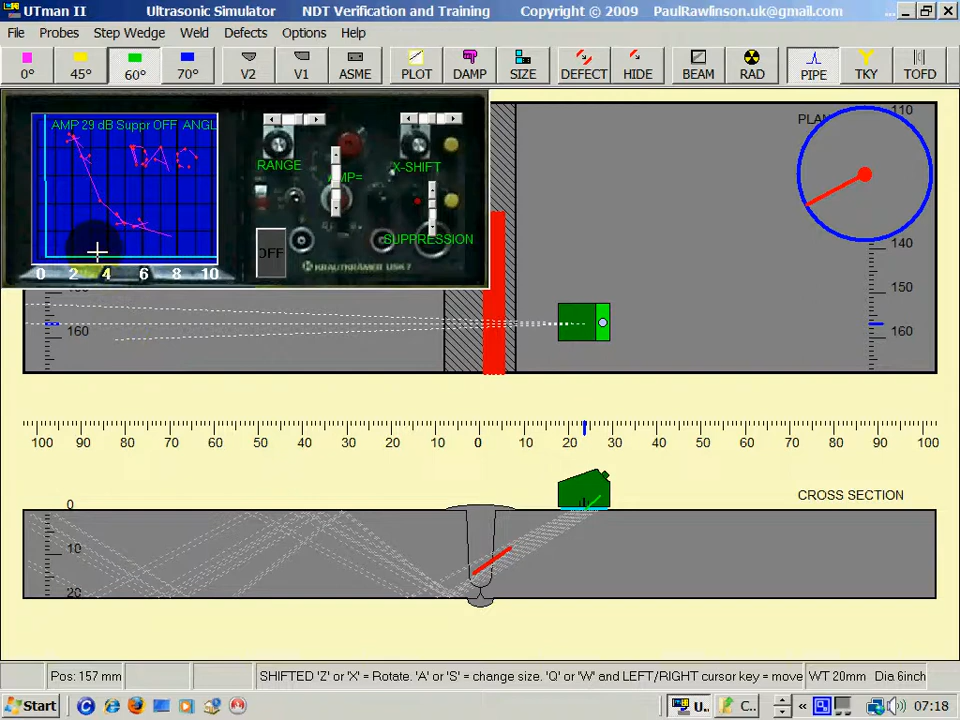 UTman II Ultrasonic Simulator NDT Verification and Training Copyright © 2009 PaulRawlinson.uk@gmail.com ...
File Probes Step Wedge Weld Defects Options Help
0° 45° 60° 70° V2 V1 ASME PLOT DAMP SIZE DEFECT HIDE BEAM RAD PIPE TKY TOFD
AMP 29 dB Suppr OFF ANGL
DAC
RANGE
AMP=
X-SHIFT
SUPPRESSION
OFF
KRAUTKRÄMER USK7
0 2 4 6 8 10
PLAN
110
140
150
160
150
160
100 90 80 70 60 50 40 30 20 10 0 10 20 30 40 50 60 70 80 90 100
CROSS SECTION
0
10
20
Pos: 157 mm SHIFTED 'Z' or 'X' = Rotate. 'A' or 'S' = change size. 'Q' or 'W' and LEFT/RIGHT cursor key = move WT 20mm Dia 6inch
Start U.. C.. « 07:18